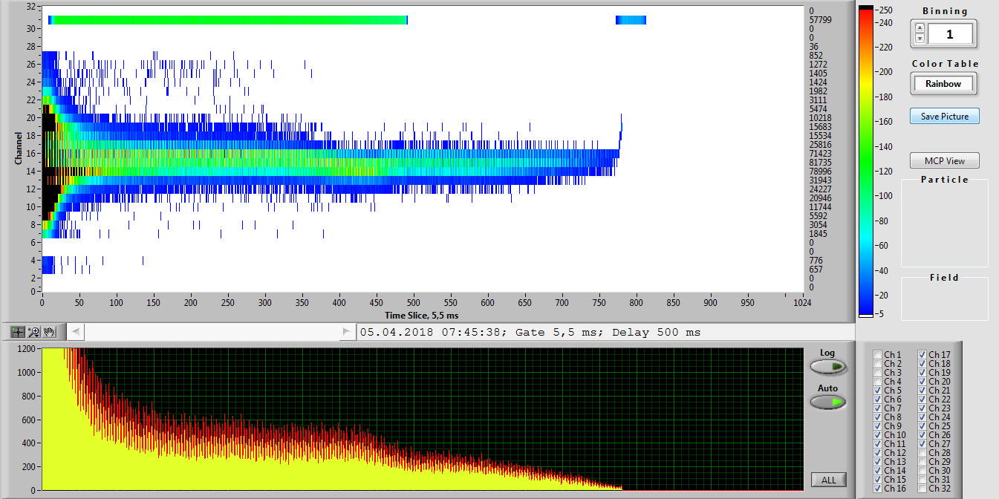 32
30
28
26
24
22
20
18
16
14
12
10
8
6
4
2
0
Channel
0 50 100 150 200 250 300 350 400 450 500 550 600 650 700 750 800 850 900 950 1024
Time Slice, 5,5 ms
0
57799
0
0
36
852
1272
1405
1424
1982
3111
5474
10218
15683
15534
25816
71423
81735
78996
31943
24227
20946
11744
5592
3054
1845
0
0
776
657
0
0
250
240
220
200
180
160
140
120
100
80
60
40
20
5
Binning
1
Color Table
Rainbow
Save Picture
MCP View
Particle
Field
05.04.2018 07:45:38; Gate 5,5 ms; Delay 500 ms
1200
1000
800
600
400
200
0
Log
Auto
ALL
Ch 1 Ch 17
Ch 2 Ch 18
Ch 3 Ch 19
Ch 4 Ch 20
Ch 5 Ch 21
Ch 6 Ch 22
Ch 7 Ch 23
Ch 8 Ch 24
Ch 9 Ch 25
Ch 10 Ch 26
Ch 11 Ch 27
Ch 12 Ch 28
Ch 13 Ch 29
Ch 14 Ch 30
Ch 15 Ch 31
Ch 16 Ch 32